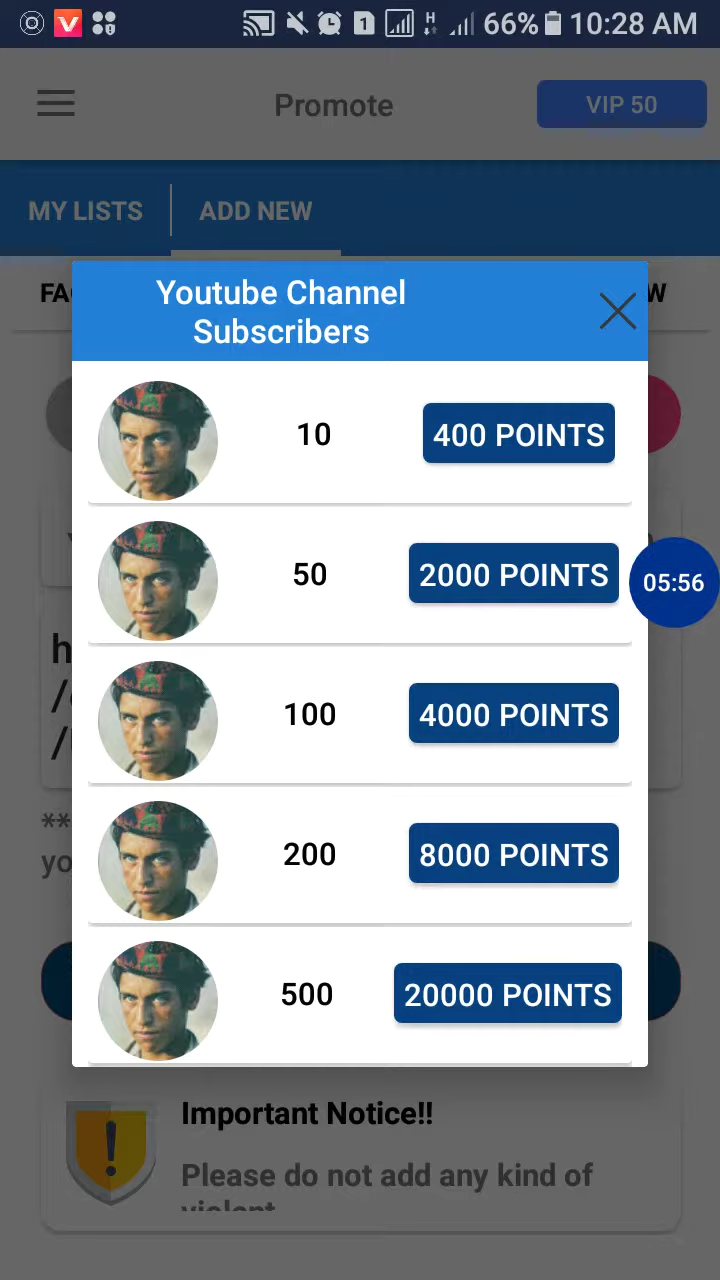 66% 10:28 AM
Promote
VIP 50
MY LISTS
ADD NEW
Youtube Channel
Subscribers
10
400 POINTS
50
2000 POINTS
05:56
100
4000 POINTS
200
8000 POINTS
500
20000 POINTS
Important Notice!!
Please do not add any kind of
violent